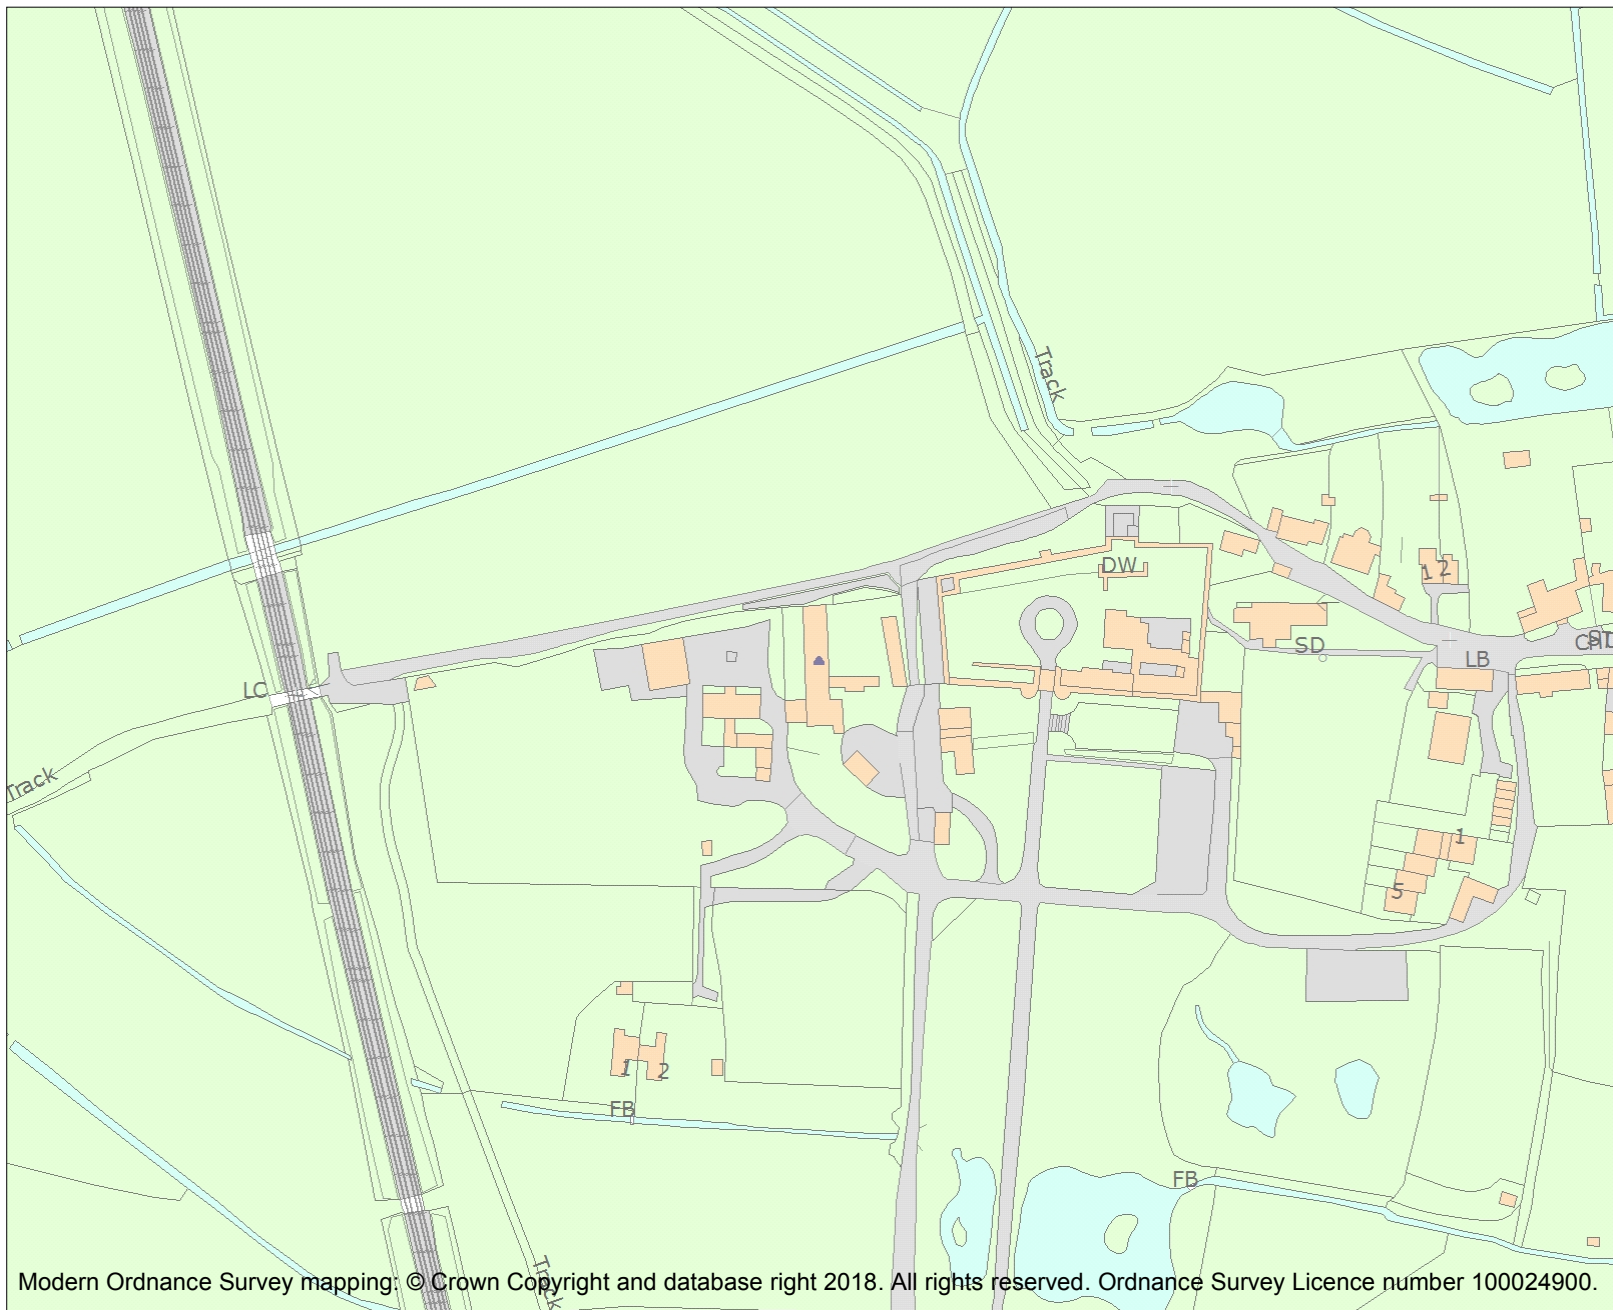 Track
DW
1 2
SD
LB
LC
Track
1
5
1 2
FB
FB
Track
Modern Ordnance Survey mapping: © Crown Copyright and database right 2018. All rights reserved. Ordnance Survey Licence number 100024900.